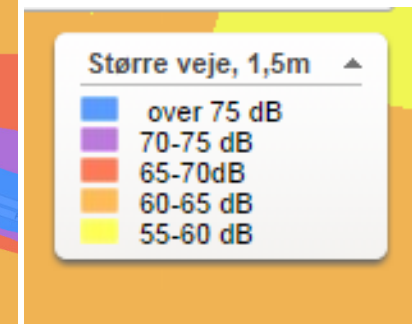 Større veje, 1,5m
over 75 dB
70-75 dB
65-70dB
60-65 dB
55-60 dB